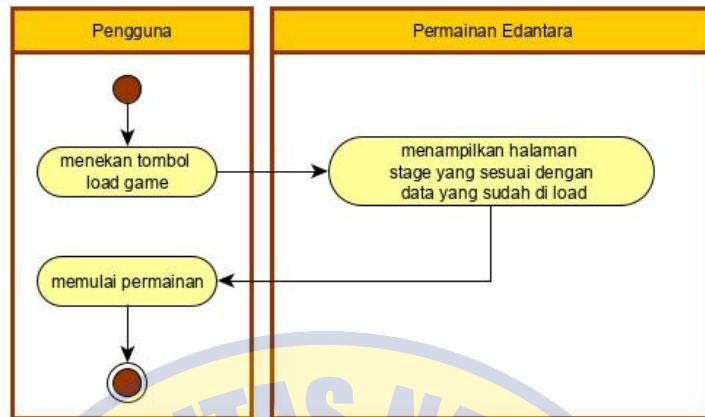 Pengguna
Permainan Edantara
menekan tombol
load game
menampilkan halaman
stage yang sesuai dengan
data yang sudah di load
memulai permainan
TAS N